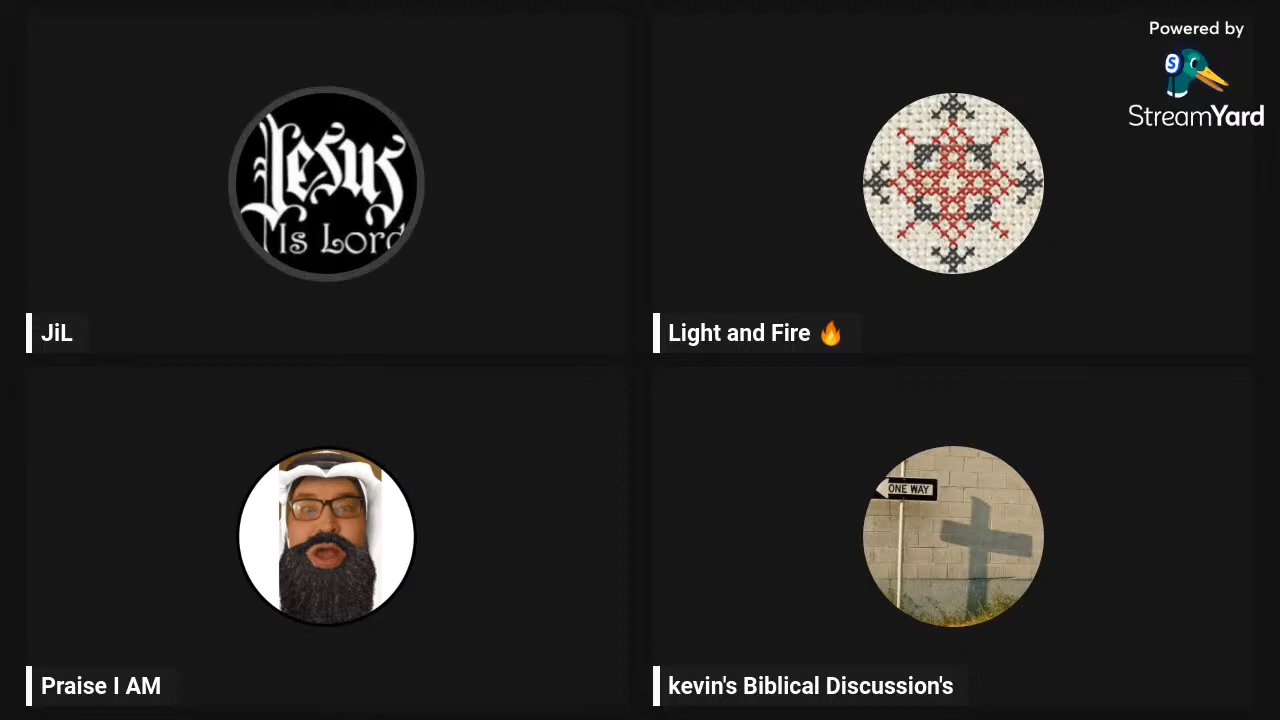 Powered by
S
StreamYard
Jesus
Is Lord
JiL
Light and Fire 🔥
ONE WAY
Praise I AM
kevin's Biblical Discussion's